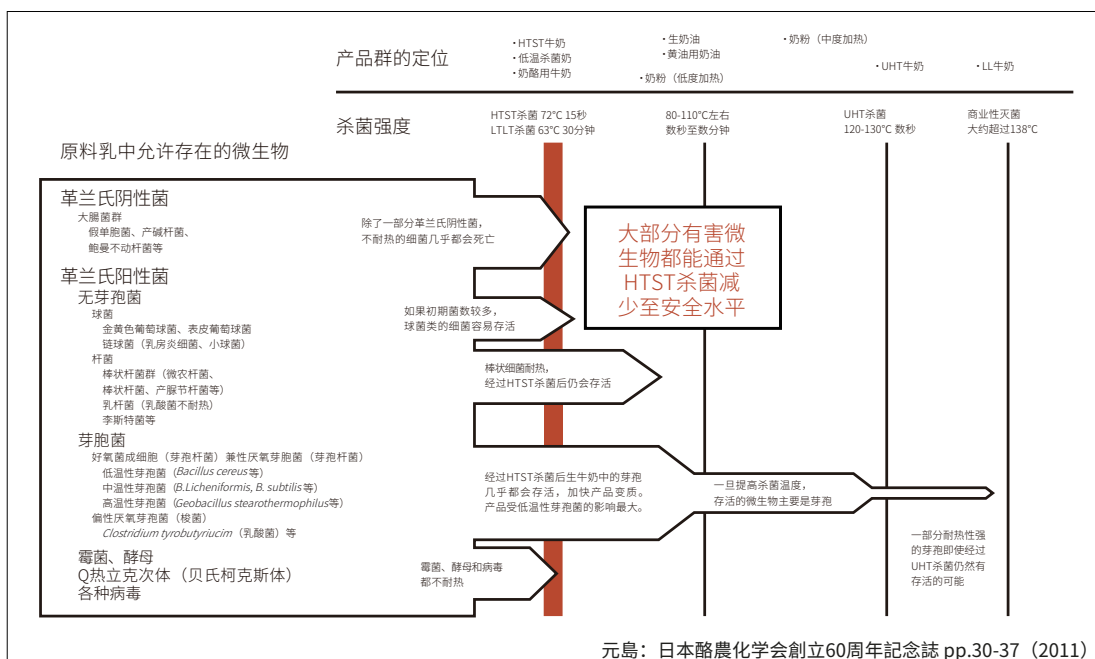 产品群的定位
・HTST牛奶
・低温杀菌奶
・奶酪用牛奶
・生奶油
・黄油用奶油
・奶粉（低度加热）
・奶粉（中度加热）
・UHT牛奶
・LL牛奶
杀菌强度
HTST杀菌 72°C 15秒
LTLT杀菌 63°C 30分钟
80-110°C左右
数秒至数分钟
UHT杀菌
120-130°C 数秒
商业性灭菌
大约超过138°C
原料乳中允许存在的微生物
革兰氏阴性菌
大腸菌群
假单胞菌、产碱杆菌、
鲍曼不动杆菌等
除了一部分革兰氏阴性菌，
不耐热的细菌几乎都会死亡
大部分有害微
生物都能通过
HTST杀菌减
少至安全水平
革兰氏阳性菌
无芽孢菌
球菌
金黄色葡萄球菌、表皮葡萄球菌
链球菌（乳房炎细菌、小球菌）
如果初期菌数较多，
球菌类的细菌容易存活
杆菌
棒状杆菌群（微农杆菌、
棒状杆菌、产脲节杆菌等）
乳杆菌（乳酸菌不耐热）
李斯特菌等
棒状细菌耐热，
经过HTST杀菌后仍会存活
芽胞菌
好氧菌成细胞（芽孢杆菌）兼性厌氧芽胞菌（芽孢杆菌）
低温性芽孢菌（Bacillus cereus等）
中温性芽孢菌（B.Licheniformis, B. subtilis等）
高温性芽孢菌（Geobacillus stearothermophilus等）
偏性厌氧芽孢菌（梭菌）
Clostridium tyrobutyriucim（乳酸菌）等
经过HTST杀菌后生牛奶中的芽孢
几乎都会存活，加快产品变质。
产品受低温性芽孢菌的影响最大。
一旦提高杀菌温度，
存活的微生物主要是芽孢
一部分耐热性强
的芽孢即使经过
UHT杀菌仍然有
存活的可能
霉菌、酵母
Q热立克次体（贝氏柯克斯体）
各种病毒
霉菌、酵母和病毒
都不耐热
元島：日本酪農化学会創立60周年記念誌 pp.30-37（2011）